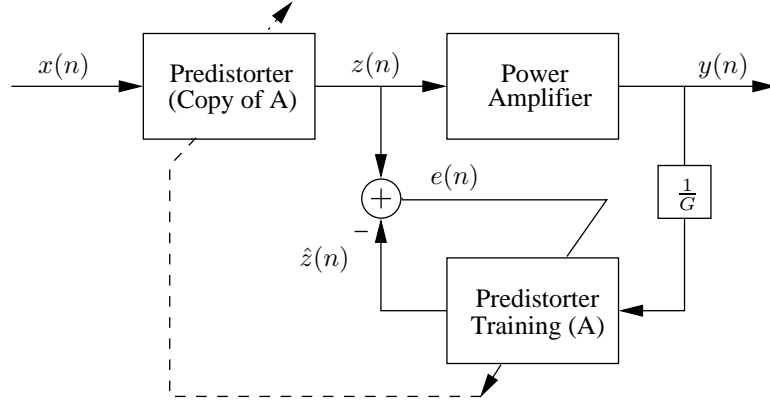 x(n)
Predistorter
(Copy of A)
z(n)
Power
Amplifier
y(n)
+
e(n)
1/G
−
ẑ(n)
Predistorter
Training (A)